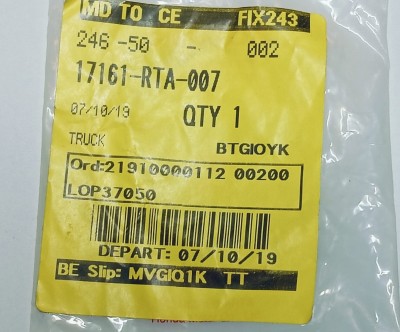 MD TO CE FIX243
246 -50 - 002
17161-RTA-007
07/10/19 QTY 1
TRUCK BTGIOYK
Ord:21910000112 00200
LOP37050
DEPART: 07/10/19
BE Slip: MVGIQ1K TT